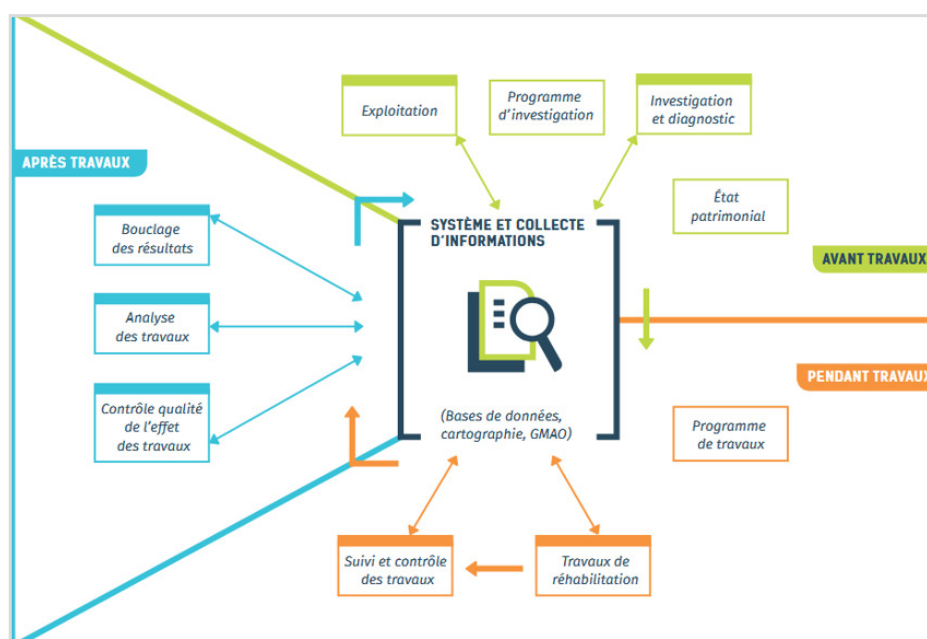 Exploitation
Programme
d'investigation
Investigation
et diagnostic
APRÈS TRAVAUX
État
patrimonial
Bouclage
des résultats
SYSTÈME ET COLLECTE
D'INFORMATIONS
AVANT TRAVAUX
Analyse
des travaux
PENDANT TRAVAUX
Contrôle qualité
de l'effet
des travaux
(Bases de données,
cartographie, GMAO)
Programme
de travaux
Suivi et contrôle
des travaux
Travaux de
réhabilitation